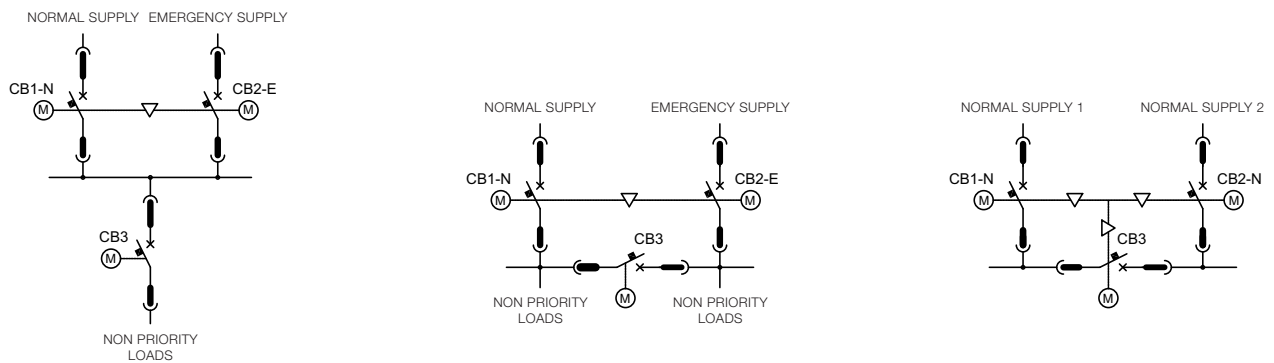 NORMAL SUPPLY EMERGENCY SUPPLY
CB1-N CB2-E
M M
CB3
M
NON PRIORITY
LOADS
NORMAL SUPPLY EMERGENCY SUPPLY
CB1-N CB2-E
M M
CB3
M
NON PRIORITY NON PRIORITY
LOADS LOADS
NORMAL SUPPLY 1 NORMAL SUPPLY 2
CB1-N CB2-N
M M
CB3
M